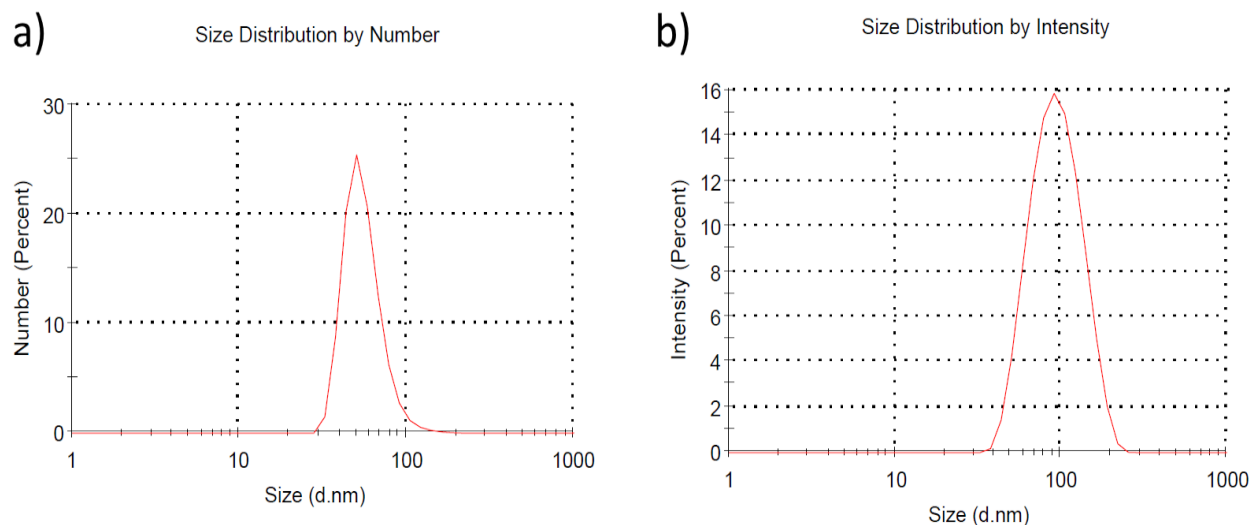 a)
Size Distribution by Number
30
20
10
0
Number (Percent)
1 10 100 1000
Size (d.nm)
b)
Size Distribution by Intensity
16
14
12
10
8
6
4
2
0
Intensity (Percent)
1 10 100 1000
Size (d.nm)